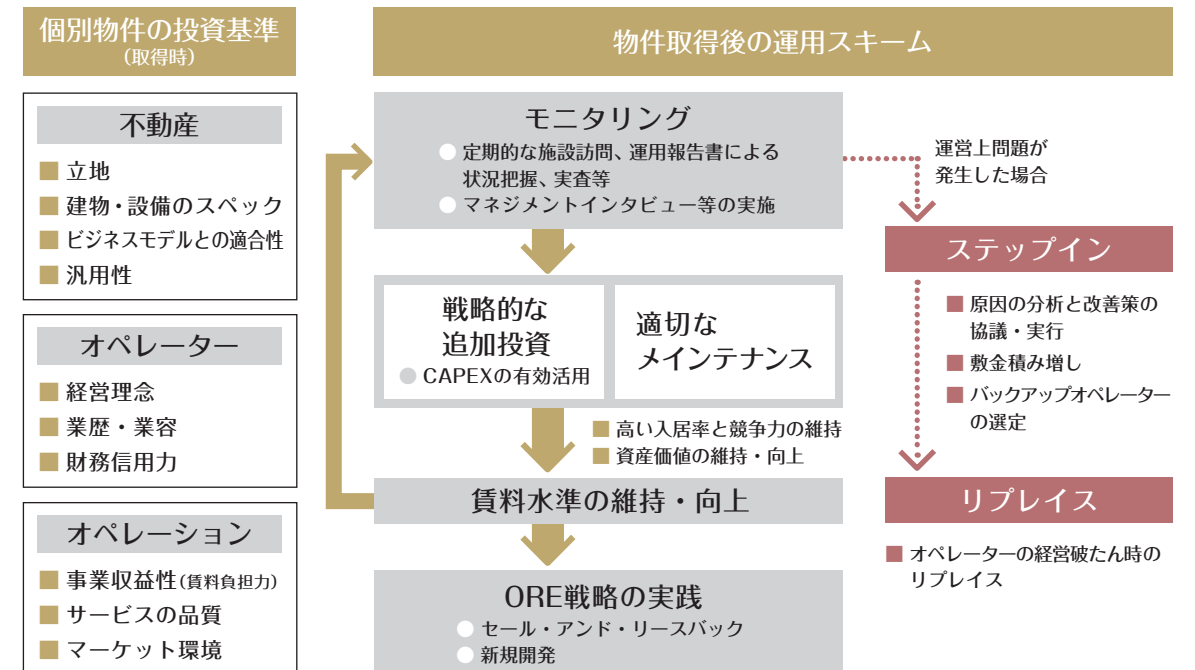 個別物件の投資基準
(取得時)
不動産
立地
建物・設備のスペック
ビジネスモデルとの適合性
汎用性
オペレーター
経営理念
業歴・業容
財務信用力
オペレーション
事業収益性(賃料負担力)
サービスの品質
マーケット環境
物件取得後の運用スキーム
モニタリング
定期的な施設訪問、運用報告書による
状況把握、実査等
マネジメントインタビュー等の実施
戦略的な
追加投資
CAPEXの有効活用
適切な
メインテナンス
高い入居率と競争力の維持
資産価値の維持・向上
賃料水準の維持・向上
ORE戦略の実践
セール・アンド・リースバック
新規開発
運営上問題が
発生した場合
ステップイン
原因の分析と改善策の
協議・実行
敷金積み増し
バックアップオペレーター
の選定
リプレイス
オペレーターの経営破たん時の
リプレイス